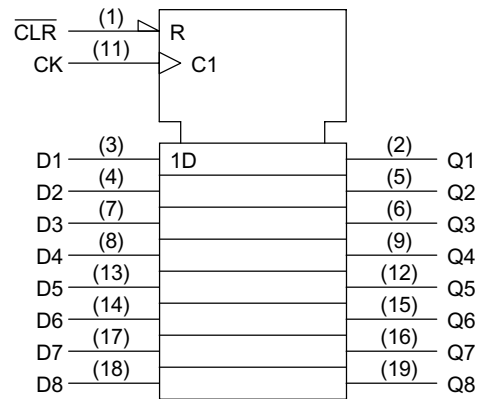 CLR (1) R
CK (11) C1
D1 (3) 1D (2) Q1
D2 (4) (5) Q2
D3 (7) (6) Q3
D4 (8) (9) Q4
D5 (13) (12) Q5
D6 (14) (15) Q6
D7 (17) (16) Q7
D8 (18) (19) Q8